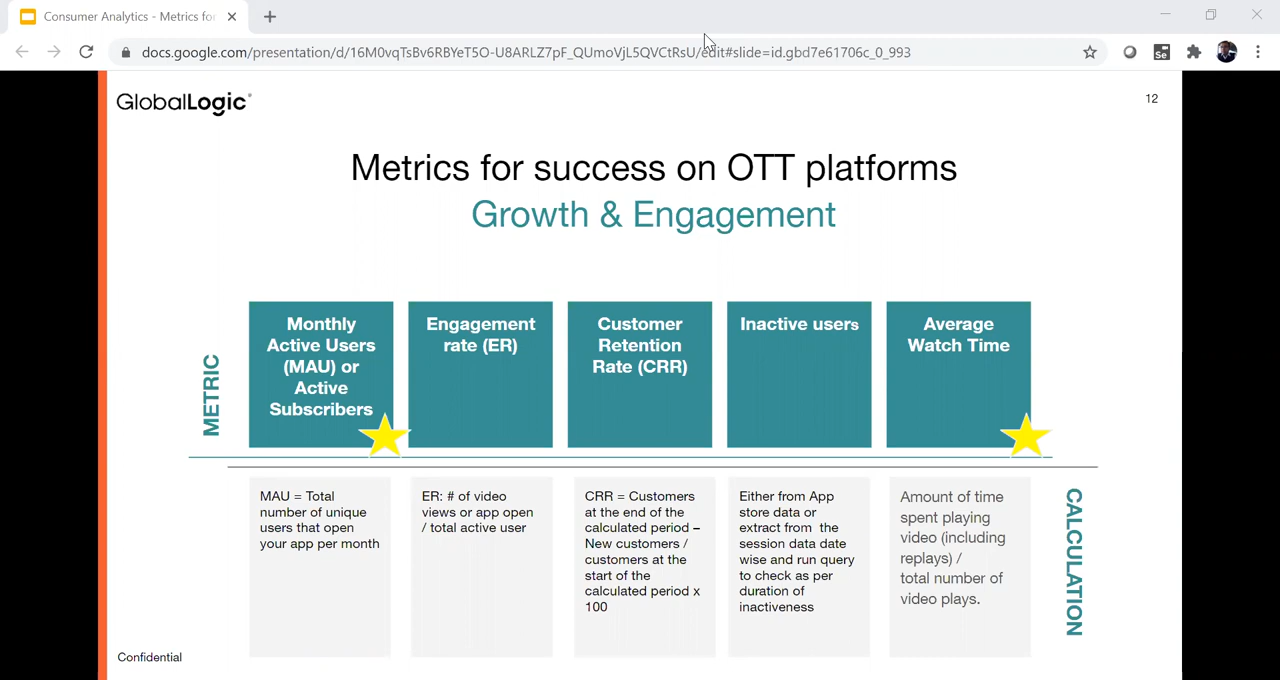 Consumer Analytics - Metrics for
docs.google.com/presentation/d/16M0vqTsBv6RBYeT5O-U8ARLZ7pF_QUmoVjL5QVCtRsU/edit#slide=id.gbd7e61706c_0_993
Se
GlobalLogic
12
Metrics for success on OTT platforms
Growth & Engagement
METRIC
Monthly
Active Users
(MAU) or
Active
Subscribers
Engagement
rate (ER)
Customer
Retention
Rate (CRR)
Inactive users
Average
Watch Time
MAU = Total
number of unique
users that open
your app per month
ER: # of video
views or app open
/ total active user
CRR = Customers
at the end of the
calculated period –
New customers /
customers at the
start of the
calculated period x
100
Either from App
store data or
extract from the
session data date
wise and run query
to check as per
duration of
inactiveness
Amount of time
spent playing
video (including
replays) /
total number of
video plays.
CALCULATION
Confidential